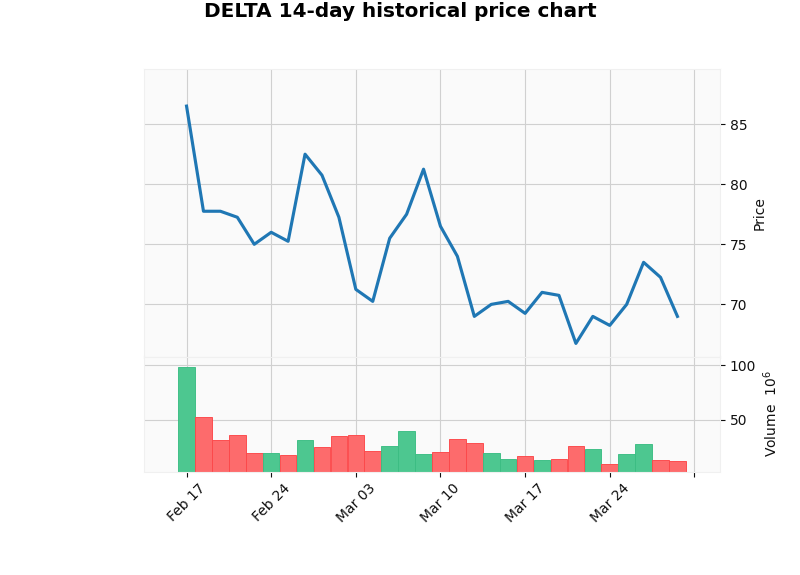 DELTA 14-day historical price chart
85
80
75
70
Price
100
50
Volume 10⁶
Feb 17
Feb 24
Mar 03
Mar 10
Mar 17
Mar 24